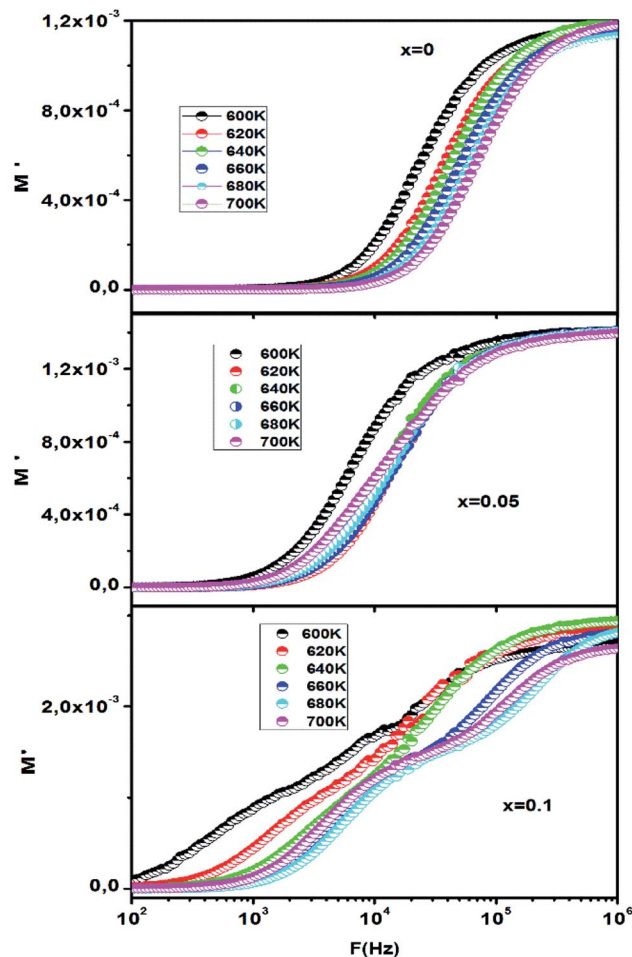 1,2x10⁻³
x=0
8,0x10⁻⁴
600K
620K
640K
660K
680K
700K
M '
4,0x10⁻⁴
0,0
1,2x10⁻³
600K
620K
640K
660K
680K
700K
M '
8,0x10⁻⁴
x=0.05
4,0x10⁻⁴
0,0
600K
620K
640K
660K
680K
700K
2,0x10⁻³
M'
x=0.1
0,0
10² 10³ 10⁴ 10⁵ 10⁶
F(Hz)